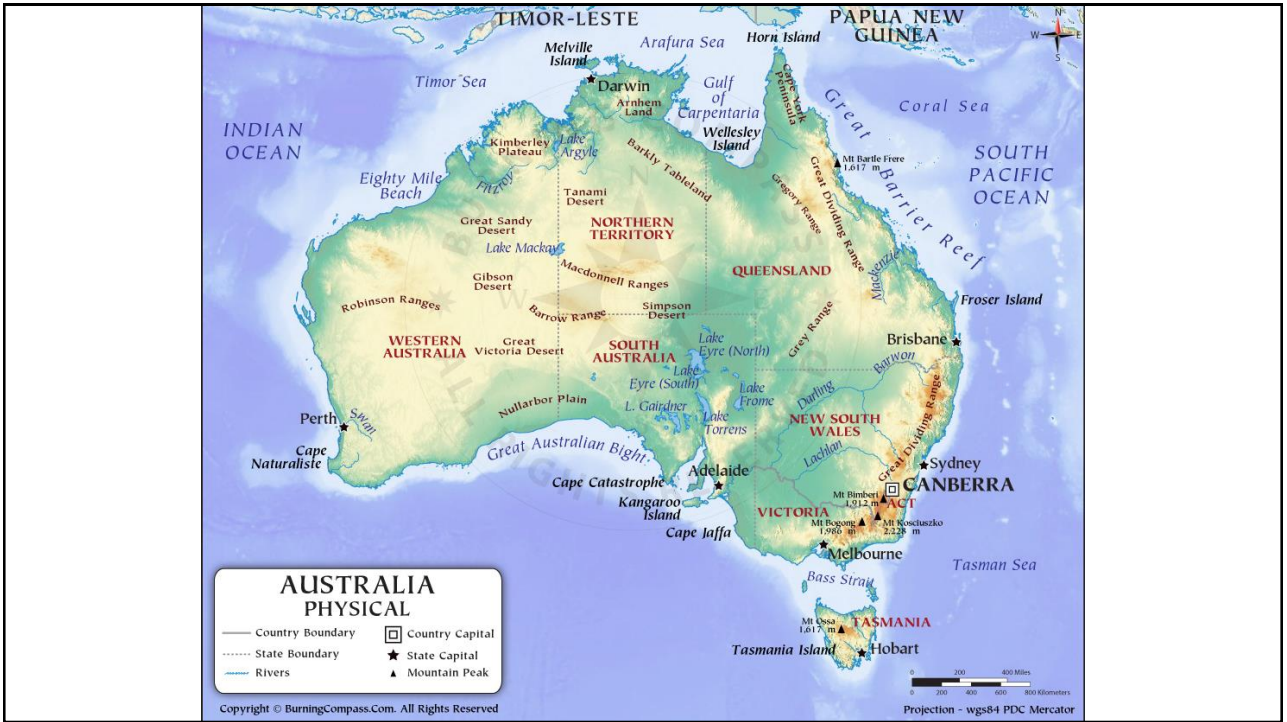 TIMOR-LESTE
PAPUA NEW
GUINEA
N
W
E
S
Melville
Island
Arafura Sea
Horn Island
Timor Sea
Darwin
Gulf
of
Carpentaria
Cape York
Peninsula
Great Barrier Reef
Coral Sea
Arnhem
Land
INDIAN
OCEAN
Kimberley
Plateau
Lake
Argyle
Wellesley
Island
Barkly Tableland
Mt Bartle Frere
1,617 m
SOUTH
PACIFIC
OCEAN
Eighty Mile
Beach
Fitzroy
Tanami
Desert
Gregory Range
Great Dividing Range
Great Sandy
Desert
NORTHERN
TERRITORY
Lake Mackay
Gibson
Desert
Macdonnell Ranges
QUEENSLAND
Mackenzie
Robinson Ranges
Barrow Range
Simpson
Desert
Grey Range
Froser Island
WESTERN
AUSTRALIA
Great
Victoria Desert
SOUTH
AUSTRALIA
Lake
Eyre (North)
Brisbane
Lake
Eyre (South)
Barwon
Lake
Frome
Darling
Nullarbor Plain
L. Gairdner
Lake
Torrens
NEW SOUTH
WALES
Great Dividing Range
Perth
Swan
Great Australian Bight
Lachlan
Cape
Naturaliste
Adelaide
Sydney
Cape Catastrophe
CANBERRA
Kangaroo
Island
Mt Bimberi
1,912 m
ACT
VICTORIA
Cape Jaffa
Mt Bogong
1,986 m
Mt Kosciuszko
2,228 m
Melbourne
Tasman Sea
Bass Strait
Mt Ossa
1,617 m
TASMANIA
Tasmania Island
Hobart
AUSTRALIA
PHYSICAL
Country Boundary
Country Capital
State Boundary
State Capital
Rivers
Mountain Peak
0 200 400 Miles
0 200 400 600 800 Kilometers
Copyright © BurningCompass.Com. All Rights Reserved
Projection - wgs84 PDC Mercator